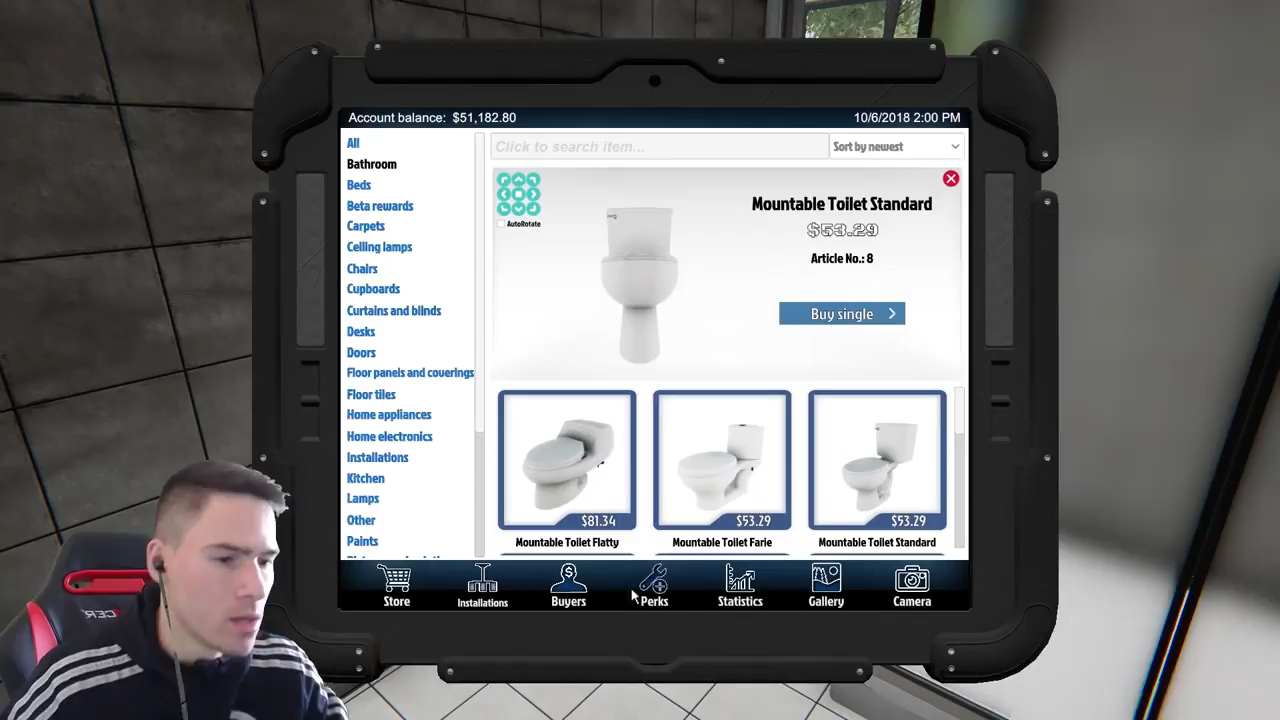 Account balance: $51,182.80
10/6/2018 2:00 PM
All
Bathroom
Beds
Beta rewards
Carpets
Ceiling lamps
Chairs
Cupboards
Curtains and blinds
Desks
Doors
Floor panels and coverings
Floor tiles
Home appliances
Home electronics
Installations
Kitchen
Lamps
Other
Paints
Click to search item...
Sort by newest
AutoRotate
Mountable Toilet Standard
$53.29
Article No.: 8
Buy single
$81.34
$53.29
$53.29
Mountable Toilet Flatty
Mountable Toilet Farie
Mountable Toilet Standard
Store
Installations
Buyers
Perks
Statistics
Gallery
Camera